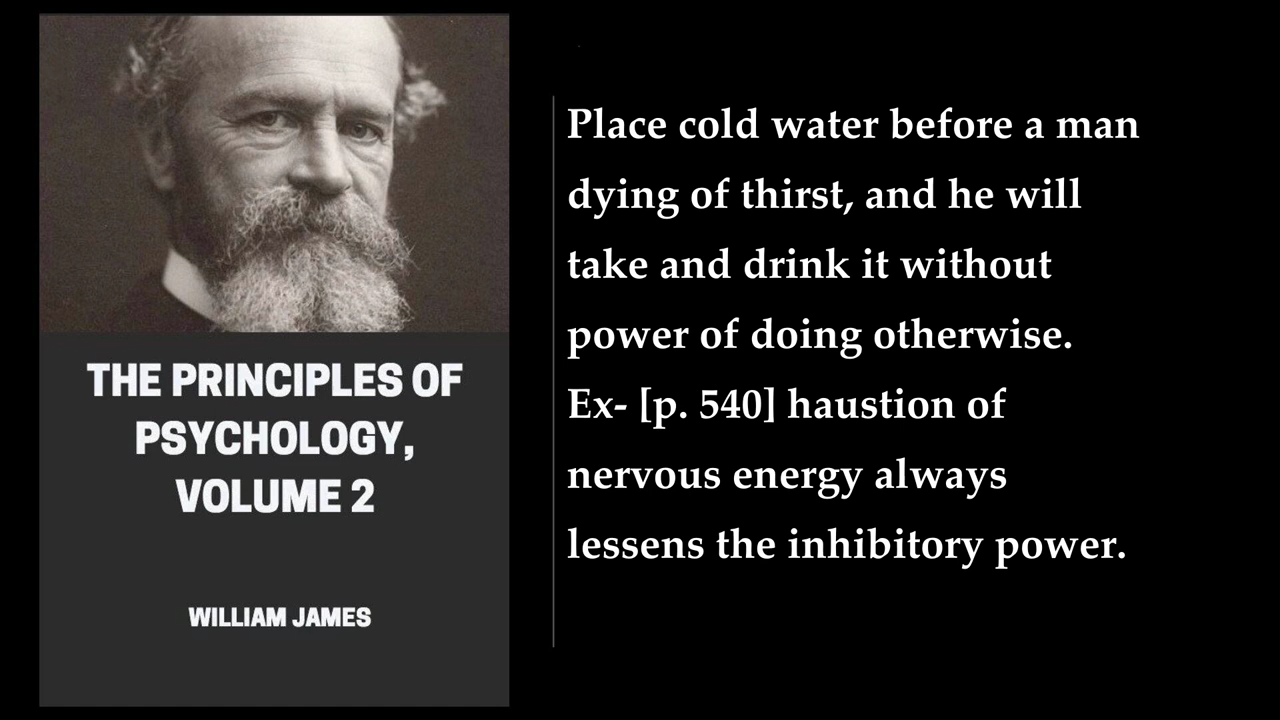 THE PRINCIPLES OF
PSYCHOLOGY,
VOLUME 2
WILLIAM JAMES
Place cold water before a man
dying of thirst, and he will
take and drink it without
power of doing otherwise.
Ex- [p. 540] haustion of
nervous energy always
lessens the inhibitory power.